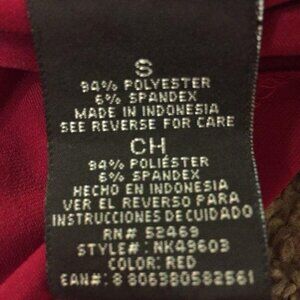 S
94% POLYESTER
6% SPANDEX
MADE IN INDONESIA
SEE REVERSE FOR CARE
CH
94% POLIÉSTER
6% SPANDEX
HECHO EN INDONESIA
VER EL REVERSO PARA
INSTRUCCIONES DE CUIDADO
RN# 52469
STYLE#: NK49603
COLOR: RED
EAN#: 8 806380582561